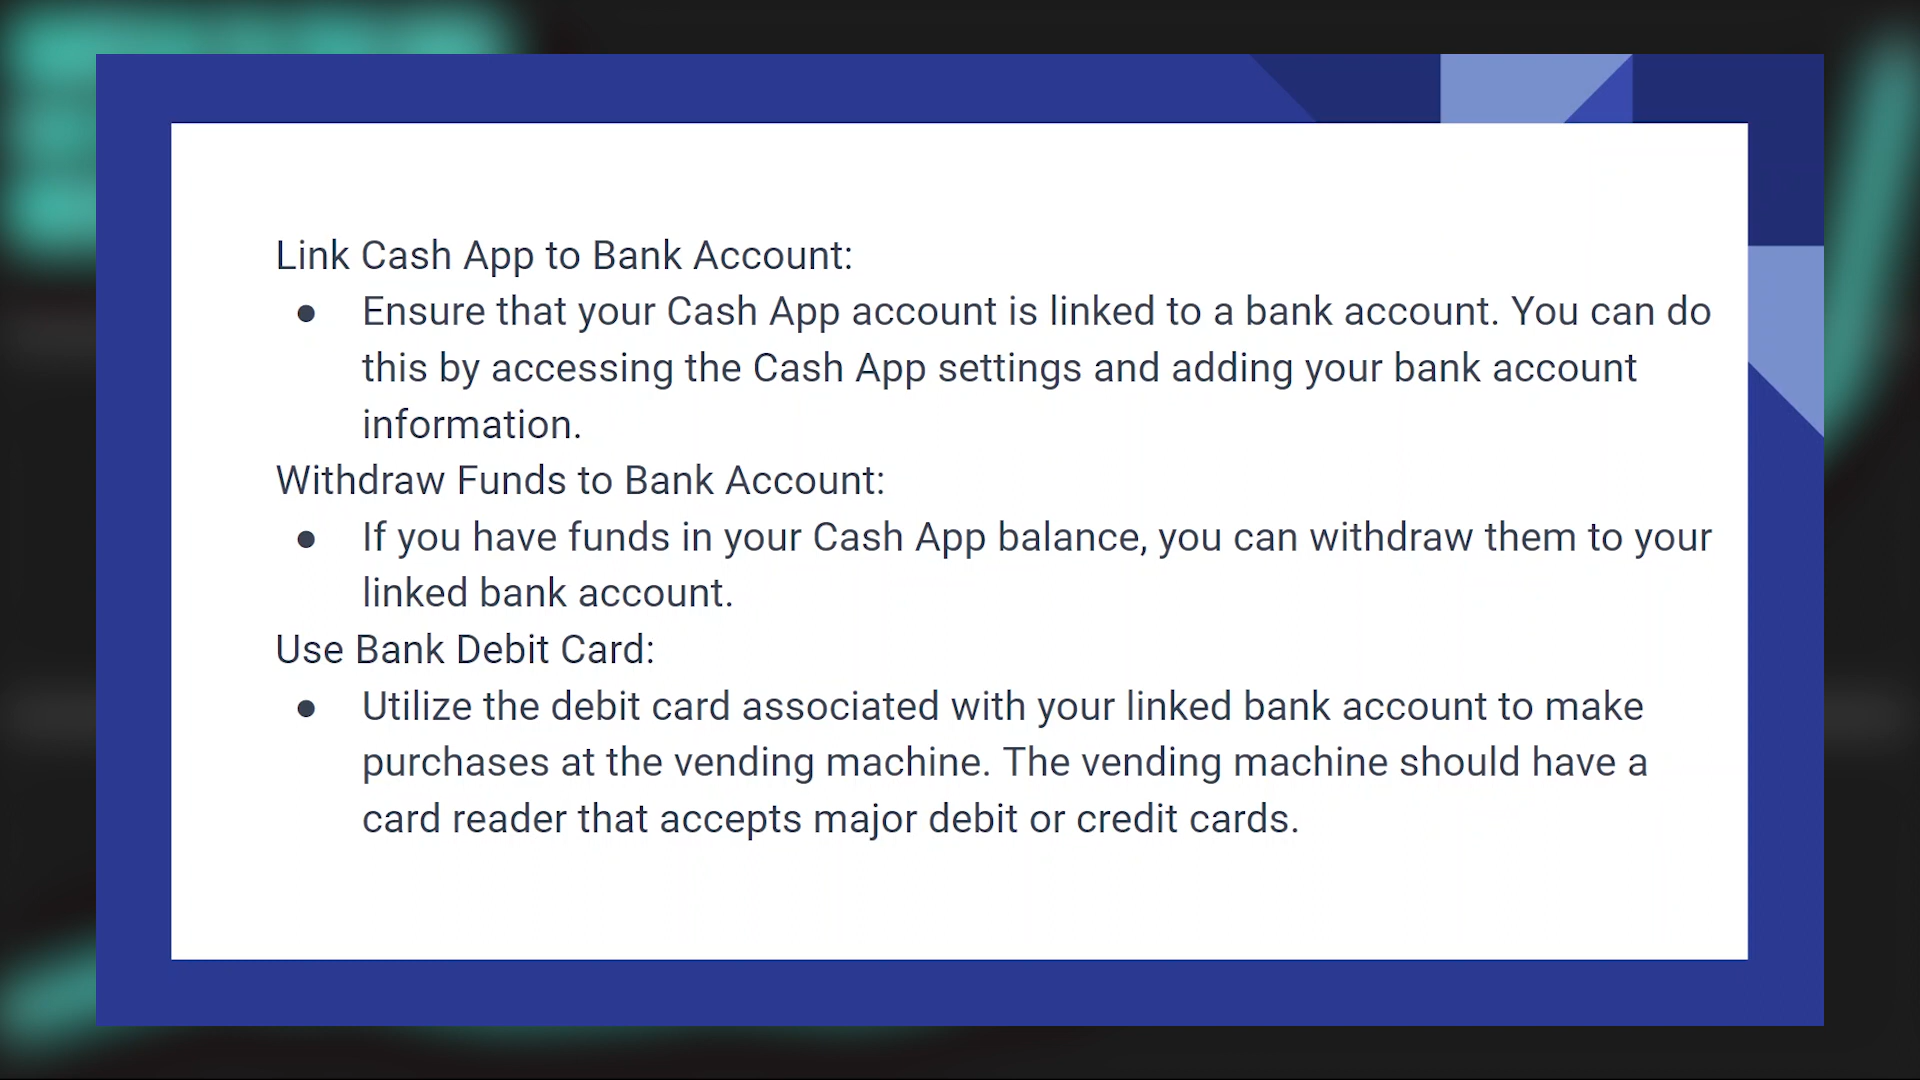 Link Cash App to Bank Account:
● Ensure that your Cash App account is linked to a bank account. You can do
this by accessing the Cash App settings and adding your bank account
information.
Withdraw Funds to Bank Account:
● If you have funds in your Cash App balance, you can withdraw them to your
linked bank account.
Use Bank Debit Card:
● Utilize the debit card associated with your linked bank account to make
purchases at the vending machine. The vending machine should have a
card reader that accepts major debit or credit cards.